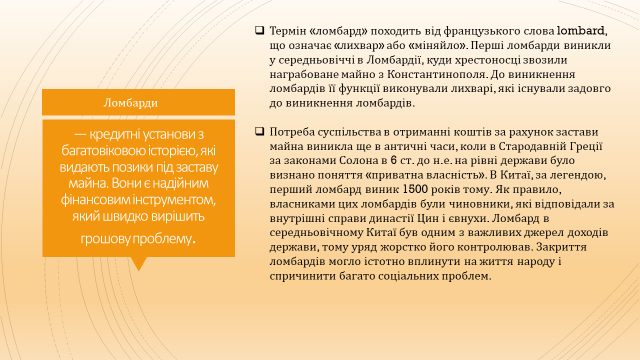 Ломбарди
— кредитні установи з
багатовіковою історією, які
видають позики під заставу
майна. Вони є надійним
фінансовим інструментом,
який швидко вирішить
грошову проблему.
❑ Термін «ломбард» походить від французького слова lombard,
що означає «лихвар» або «міняйло». Перші ломбарди виникли
у середньовіччі в Ломбардії, куди хрестоносці звозили
награбоване майно з Константинополя. До виникнення
ломбардів її функції виконували лихварі, які існували задовго
до виникнення ломбардів.
❑ Потреба суспільства в отриманні коштів за рахунок застави
майна виникла ще в античні часи, коли в Стародавній Греції
за законами Солона в 6 ст. до н.е. на рівні держави було
визнано поняття «приватна власність». В Китаї, за легендою,
перший ломбард виник 1500 років тому. Як правило,
власниками цих ломбардів були чиновники, які відповідали за
внутрішні справи династії Цин і євнухи. Ломбард в
середньовічному Китаї був одним з важливих джерел доходів
держави, тому уряд жорстко його контролював. Закриття
ломбардів могло істотно вплинути на життя народу і
спричинити багато соціальних проблем.